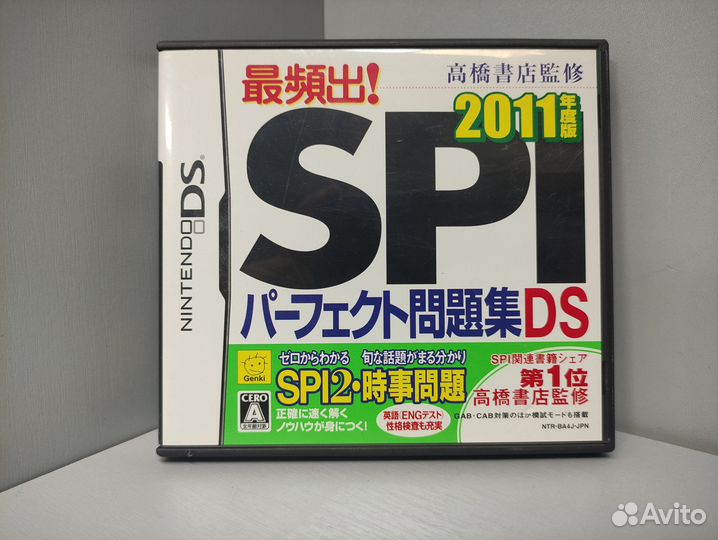 最頻出!
高橋書店監修
2011年度版
SPI
パーフェクト問題集DS
NINTENDO DS
Genki
ゼロからわかる 旬な話題がまる分かり
SPI2・時事問題
CERO
A
全年齢対象
正確に速く解く
ノウハウが身につく!
英語(ENGテスト)
性格検査も充実
SPI関連書籍シェア
第1位
高橋書店監修
GAB・CAB対策のほか模試モードも搭載
NTR-BA4J-JPN
Avito